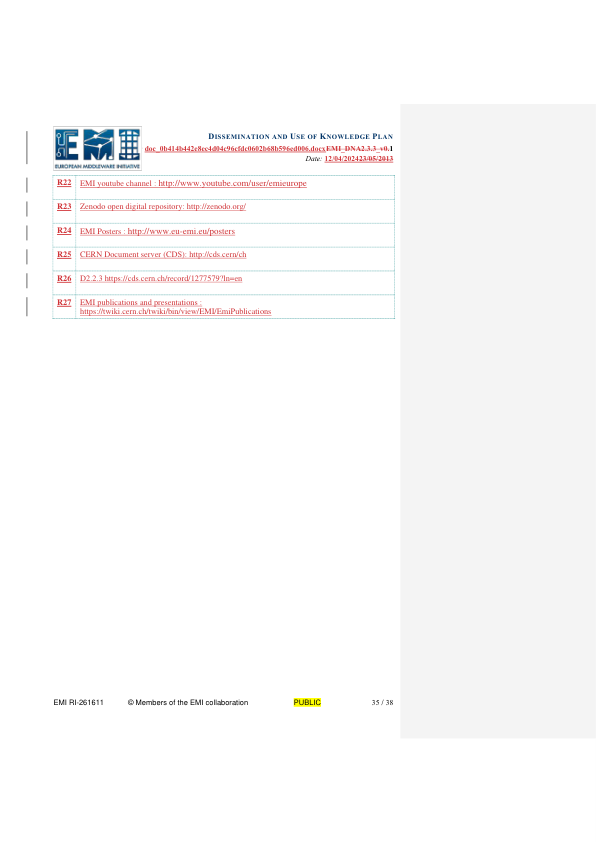 EMI
EUROPEAN MIDDLEWARE INITIATIVE
DISSEMINATION AND USE OF KNOWLEDGE PLAN
doc_0b414b442c8cc4d04c96cfdc0602b68b596ed006.docxEMI_DNA2.3.3_v0.1
Date: 12/04/202423/05/2013
R22 EMI youtube channel : http://www.youtube.com/user/emieurope
R23 Zenodo open digital repository: http://zenodo.org/
R24 EMI Posters : http://www.eu-emi.eu/posters
R25 CERN Document server (CDS): http://cds.cern/ch
R26 D2.2.3 https://cds.cern.ch/record/1277579?ln=en
R27 EMI publications and presentations :
https://twiki.cern.ch/twiki/bin/view/EMI/EmiPublications
EMI RI-261611 © Members of the EMI collaboration PUBLIC 35 / 38